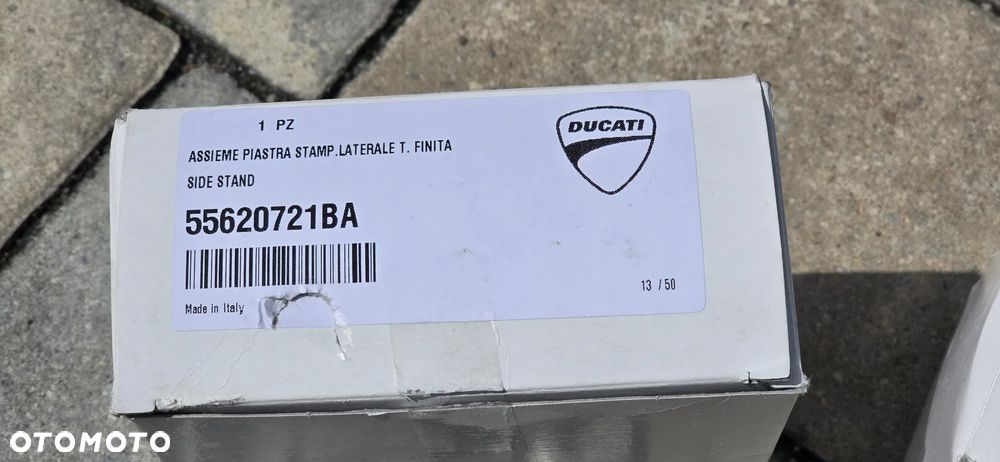 1 PZ
DUCATI
ASSIEME PIASTRA STAMP.LATERALE T. FINITA
SIDE STAND
55620721BA
13 / 50
Made in Italy
OTOMOTO